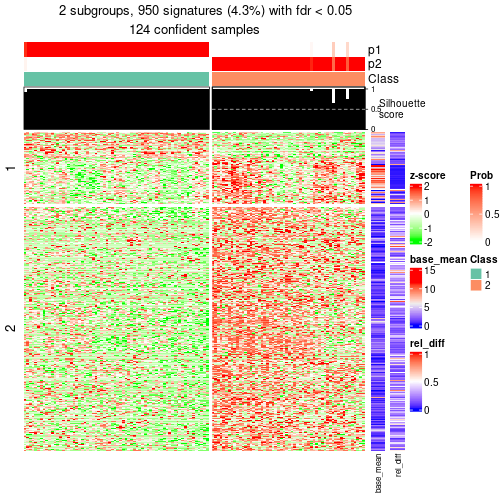 2 subgroups, 950 signatures (4.3%) with fdr < 0.05
124 confident samples
p1
p2
Class
1
0.5
0
Silhouette
score
1
2
z-score
2
1
0
-1
-2
Prob
1
0.5
0
base_mean
15
10
5
0
Class
1
2
rel_diff
1
0.5
0
base_mean
rel_diff